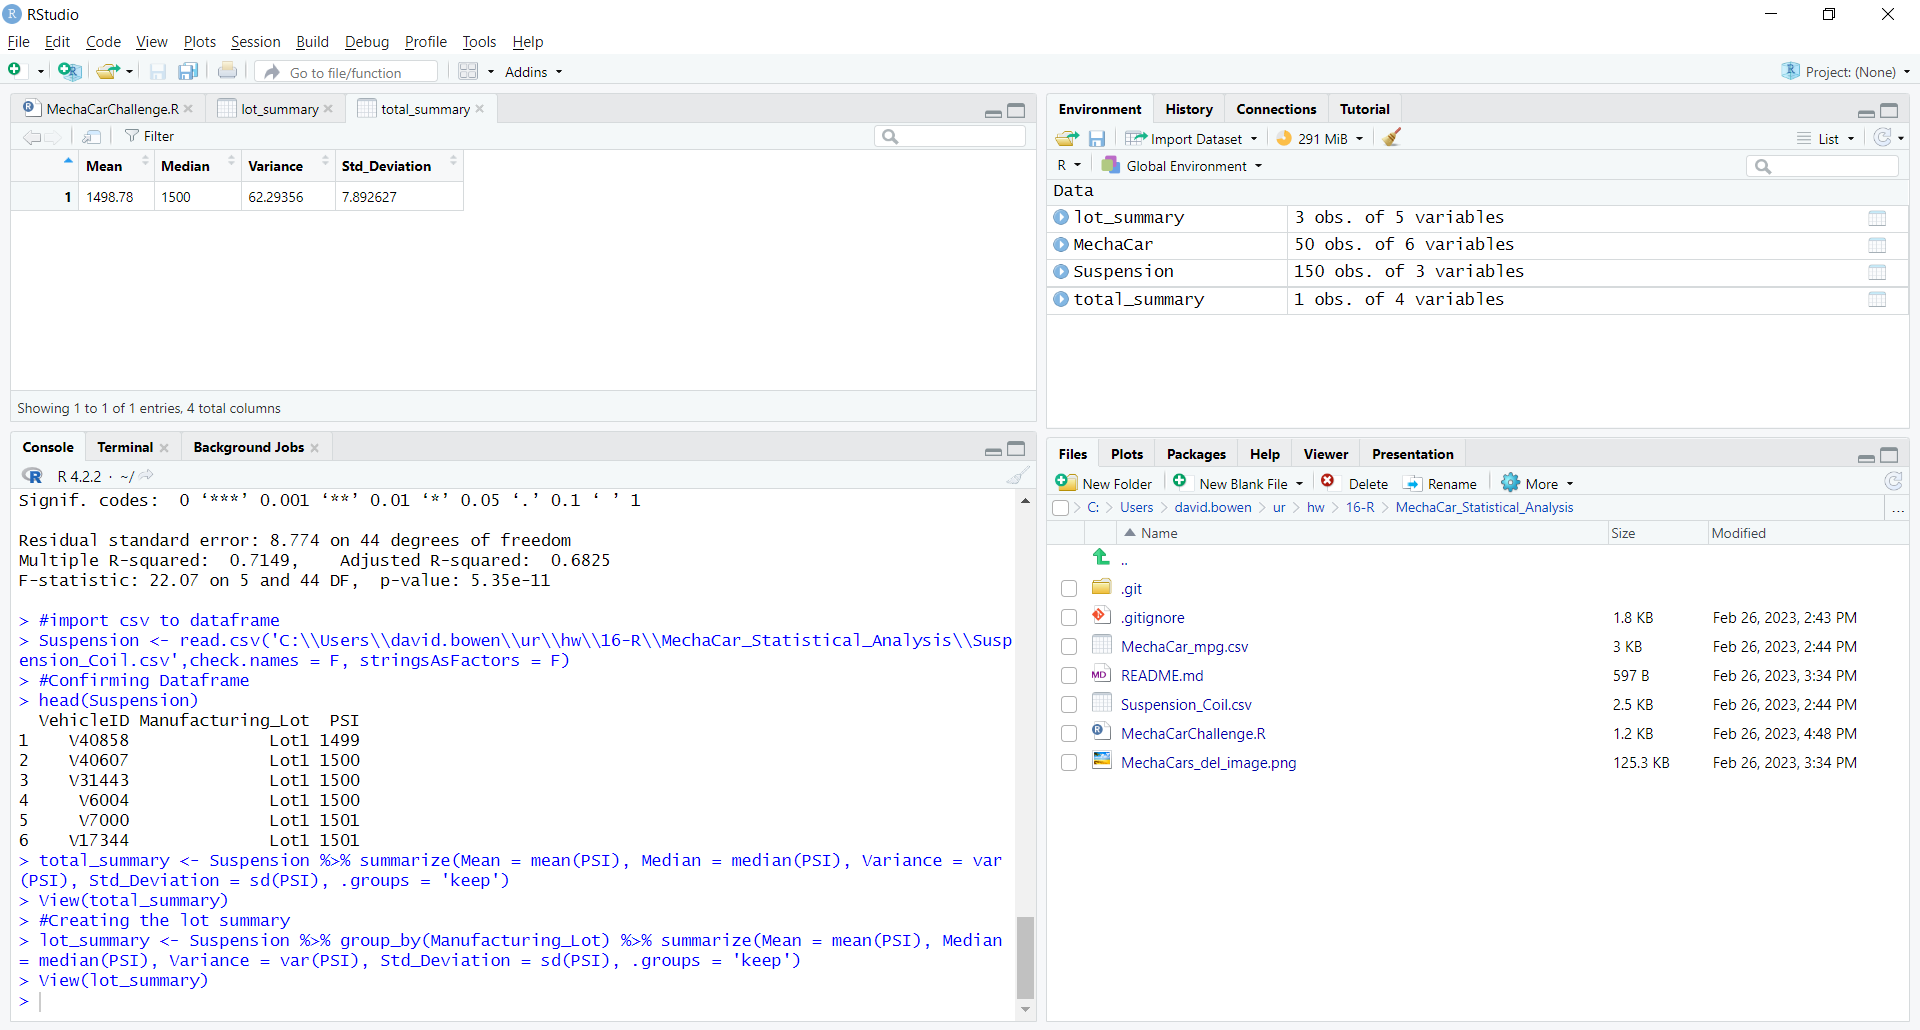 RStudio
File Edit Code View Plots Session Build Debug Profile Tools Help
Go to file/function Addins Project: (None)
MechaCarChallenge.R lot_summary total_summary
Filter
Mean Median Variance Std_Deviation
1 1498.78 1500 62.29356 7.892627
Showing 1 to 1 of 1 entries, 4 total columns
Console Terminal Background Jobs
R 4.2.2 · ~/
Signif. codes:  0 ‘***’ 0.001 ‘**’ 0.01 ‘*’ 0.05 ‘.’ 0.1 ‘ ’ 1
Residual standard error: 8.774 on 44 degrees of freedom
Multiple R-squared:  0.7149,    Adjusted R-squared:  0.6825
F-statistic: 22.07 on 5 and 44 DF,  p-value: 5.35e-11
> #import csv to dataframe
> Suspension <- read.csv('C:\\Users\\david.bowen\\ur\\hw\\16-R\\MechaCar_Statistical_Analysis\\Susp
ension_Coil.csv',check.names = F, stringsAsFactors = F)
> #Confirming Dataframe
> head(Suspension)
VehicleID Manufacturing_Lot  PSI
1    V40858              Lot1 1499
2    V40607              Lot1 1500
3    V31443              Lot1 1500
4     V6004              Lot1 1500
5     V7000              Lot1 1501
6    V17344              Lot1 1501
> total_summary <- Suspension %>% summarize(Mean = mean(PSI), Median = median(PSI), Variance = var
(PSI), Std_Deviation = sd(PSI), .groups = 'keep')
> View(total_summary)
> #Creating the lot summary
> lot_summary <- Suspension %>% group_by(Manufacturing_Lot) %>% summarize(Mean = mean(PSI), Median
= median(PSI), Variance = var(PSI), Std_Deviation = sd(PSI), .groups = 'keep')
> View(lot_summary)
>
Environment History Connections Tutorial
Import Dataset 291 MiB List
R Global Environment
Data
lot_summary 3 obs. of 5 variables
MechaCar 50 obs. of 6 variables
Suspension 150 obs. of 3 variables
total_summary 1 obs. of 4 variables
Files Plots Packages Help Viewer Presentation
New Folder New Blank File Delete Rename More
C: > Users > david.bowen > ur > hw > 16-R > MechaCar_Statistical_Analysis ...
Name Size Modified
..
.git
.gitignore 1.8 KB Feb 26, 2023, 2:43 PM
MechaCar_mpg.csv 3 KB Feb 26, 2023, 2:44 PM
MD README.md 597 B Feb 26, 2023, 3:34 PM
Suspension_Coil.csv 2.5 KB Feb 26, 2023, 2:44 PM
MechaCarChallenge.R 1.2 KB Feb 26, 2023, 4:48 PM
MechaCars_del_image.png 125.3 KB Feb 26, 2023, 3:34 PM